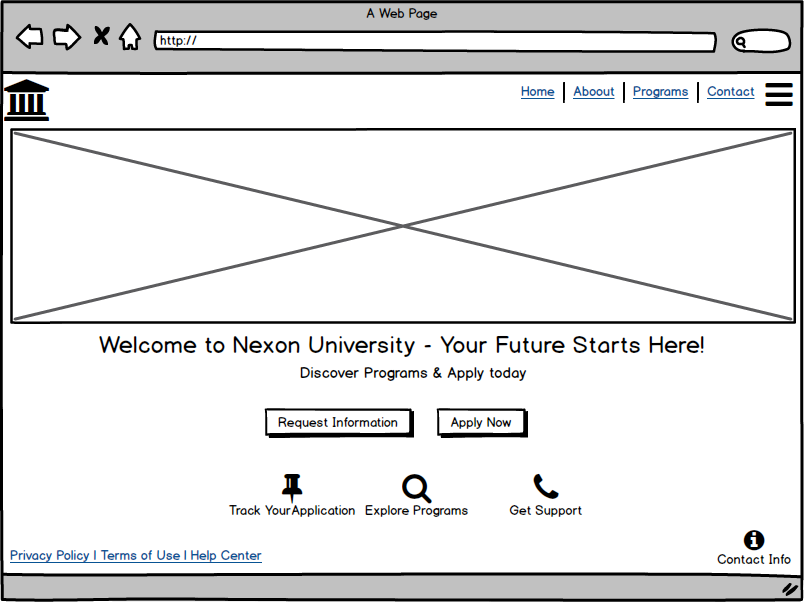 A Web Page
http://
Home | Aboout | Programs | Contact
Welcome to Nexon University - Your Future Starts Here!
Discover Programs & Apply today
Request Information Apply Now
Track YourApplication Explore Programs Get Support
Privacy Policy | Terms of Use | Help Center
Contact Info